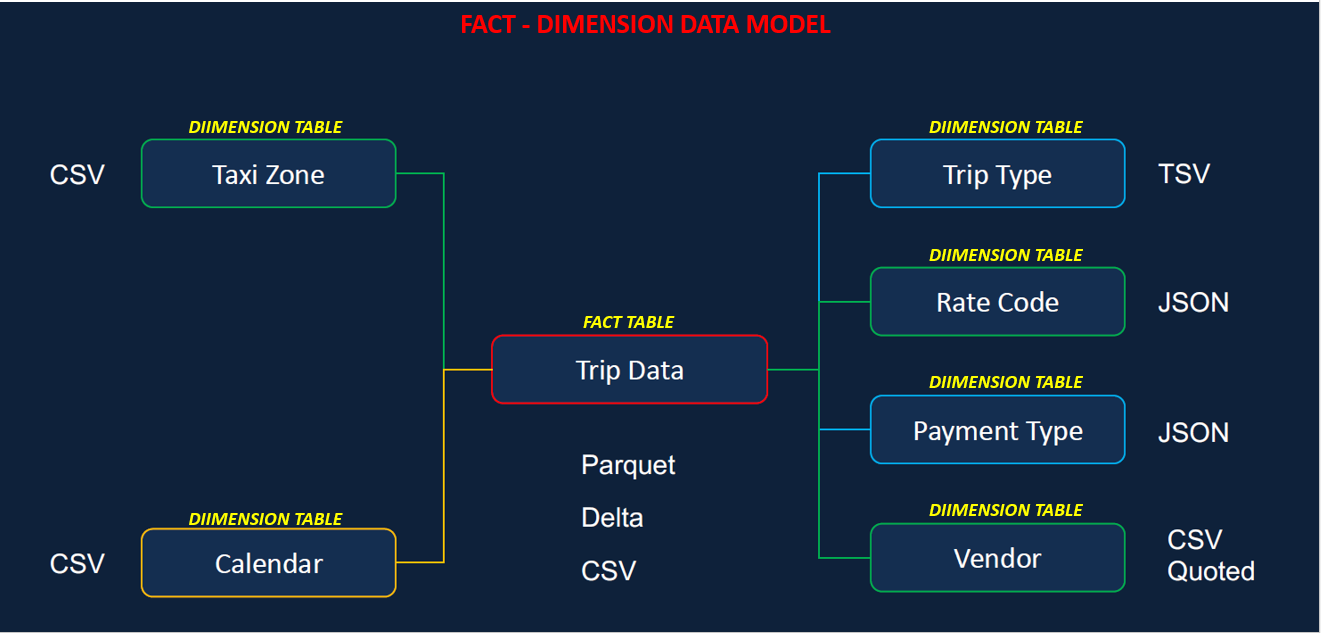 FACT - DIMENSION DATA MODEL
DIIMENSION TABLE
CSV
Taxi Zone
DIIMENSION TABLE
CSV
Calendar
FACT TABLE
Trip Data
Parquet
Delta
CSV
DIIMENSION TABLE
Trip Type
TSV
DIIMENSION TABLE
Rate Code
JSON
DIIMENSION TABLE
Payment Type
JSON
DIIMENSION TABLE
Vendor
CSV
Quoted